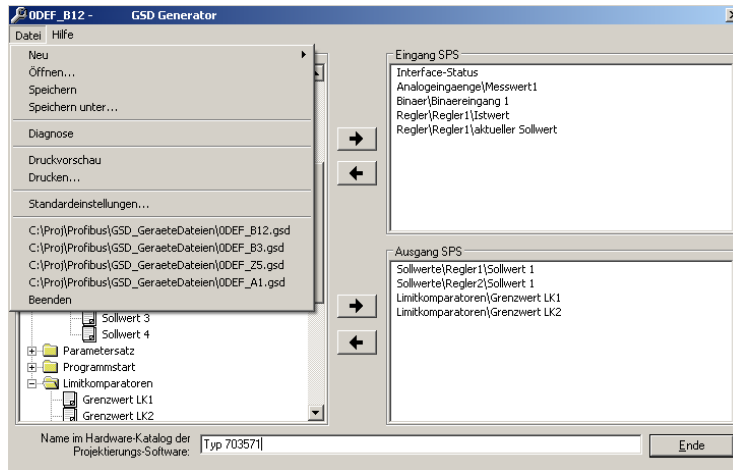 0DEF_B12 - GSD Generator
Datei Hilfe
Neu
Öffnen...
Speichern
Speichern unter...
Diagnose
Druckvorschau
Drucken...
Standardeinstellungen...
C:\Proj\Profibus\GSD_GeraeteDateien\0DEF_B12.gsd
C:\Proj\Profibus\GSD_GeraeteDateien\0DEF_B3.gsd
C:\Proj\Profibus\GSD_GeraeteDateien\0DEF_Z5.gsd
C:\Proj\Profibus\GSD_GeraeteDateien\0DEF_A1.gsd
Beenden
Sollwert 3
Sollwert 4
Parametersatz
Programmstart
Limitkomparatoren
Grenzwert LK1
Grenzwert LK2
Eingang SPS
Interface-Status
Analogeingaenge\Messwert1
Binaer\Binaereingang 1
Regler\Regler1\Istwert
Regler\Regler1\aktueller Sollwert
Ausgang SPS
Sollwerte\Regler1\Sollwert 1
Sollwerte\Regler2\Sollwert 1
Limitkomparatoren\Grenzwert LK1
Limitkomparatoren\Grenzwert LK2
Name im Hardware-Katalog der
Projektierungs-Software:
Typ 703571
Ende